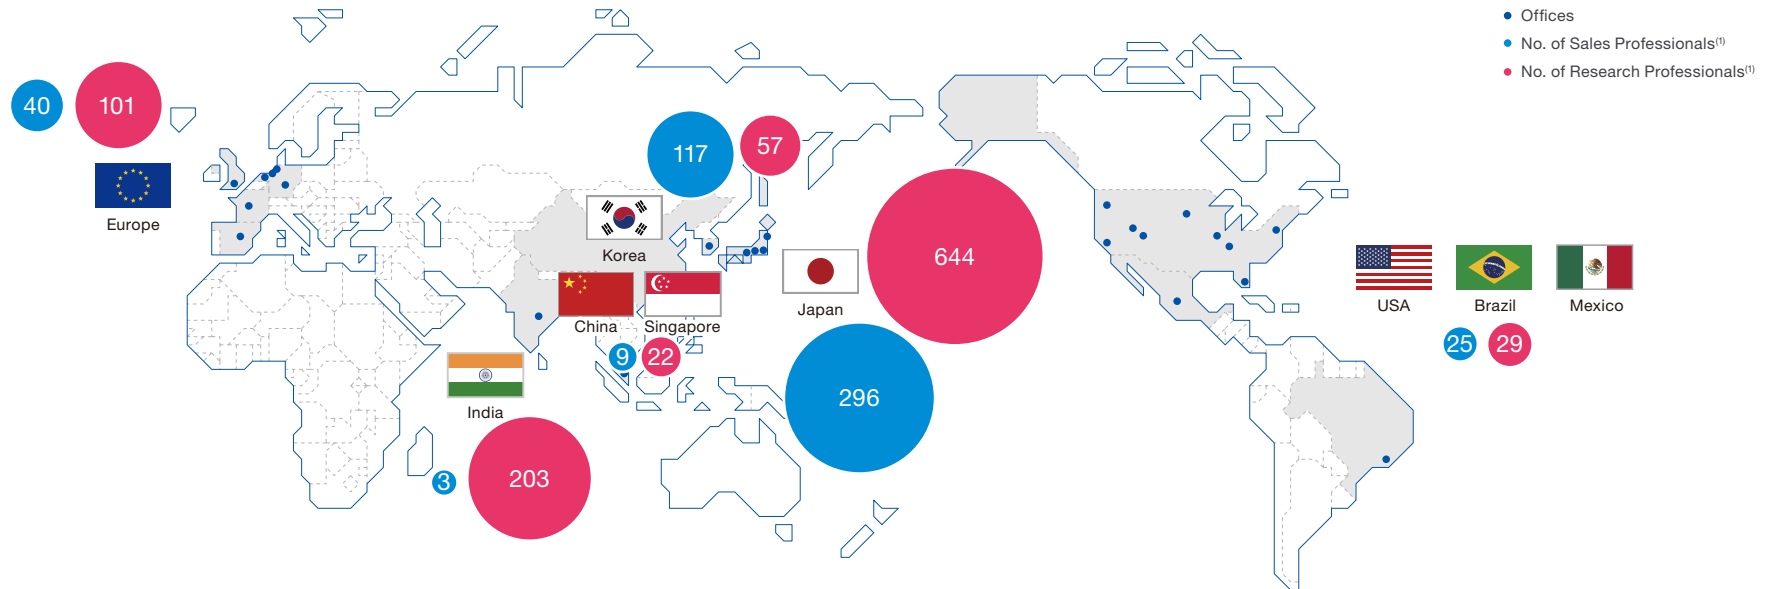 Offices
No. of Sales Professionals(1)
No. of Research Professionals(1)
40 101
Europe
117 57
Korea
China Singapore
9 22
India
3 203
Japan
644
296
USA Brazil Mexico
25 29